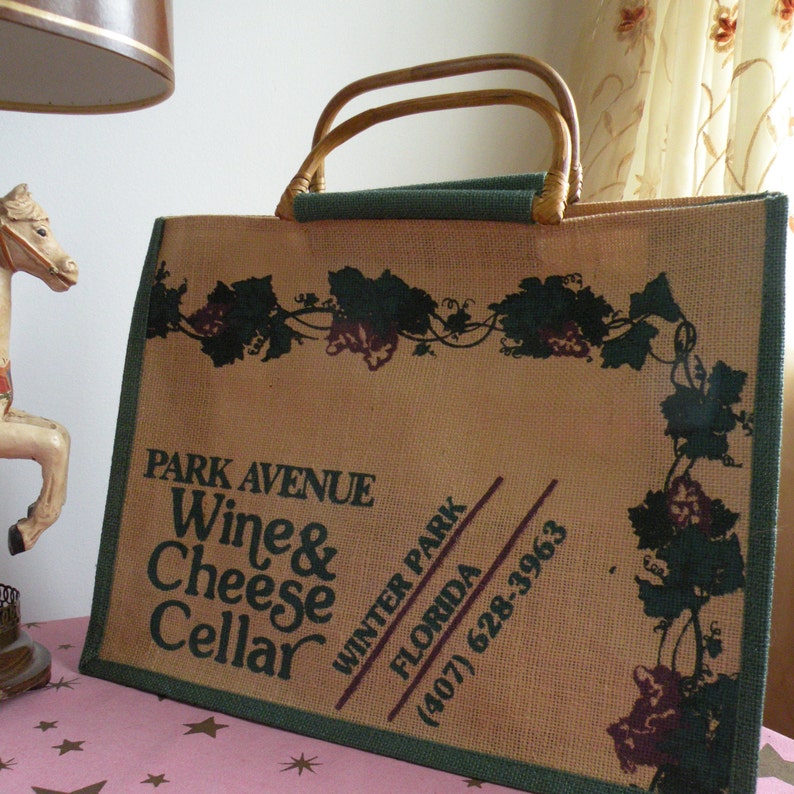 PARK AVENUE
Wine &
Cheese
Cellar
WINTER PARK
FLORIDA
(407) 628-3963